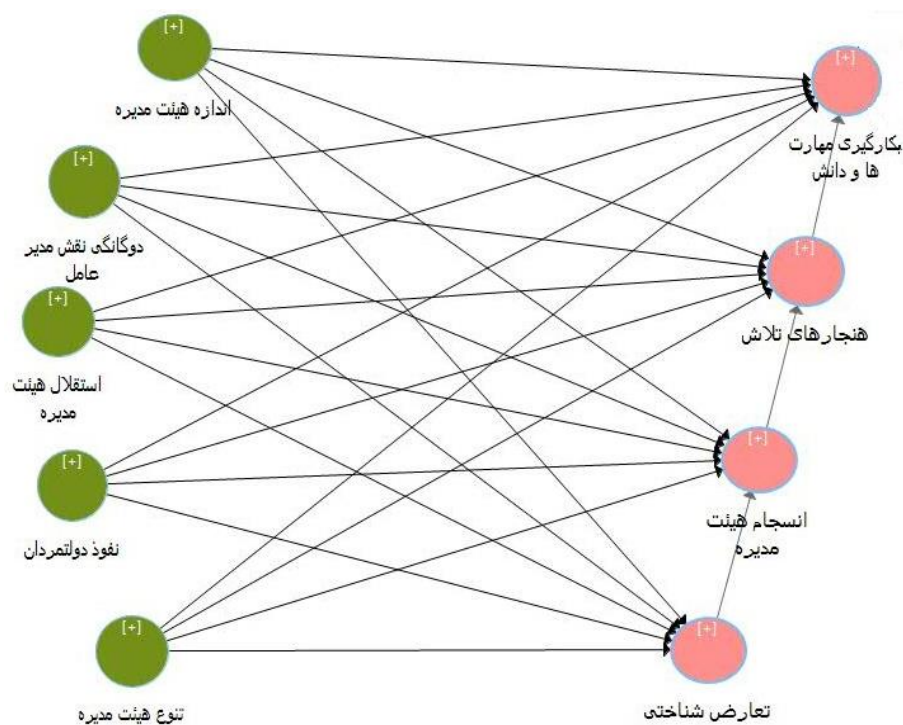 [+]
اندازه هیئت مدیره
[+]
بکارگیری مهارت
ها و دانش
[+]
دوگانگی نقش مدیر
عامل
[+]
هنجارهای تلاش
[+]
استقلال هیئت
مدیره
[+]
انسجام هیئت
مدیره
[+]
نفوذ دولتمردان
[+]
تعارض شناختی
[+]
تنوع هیئت مدیره